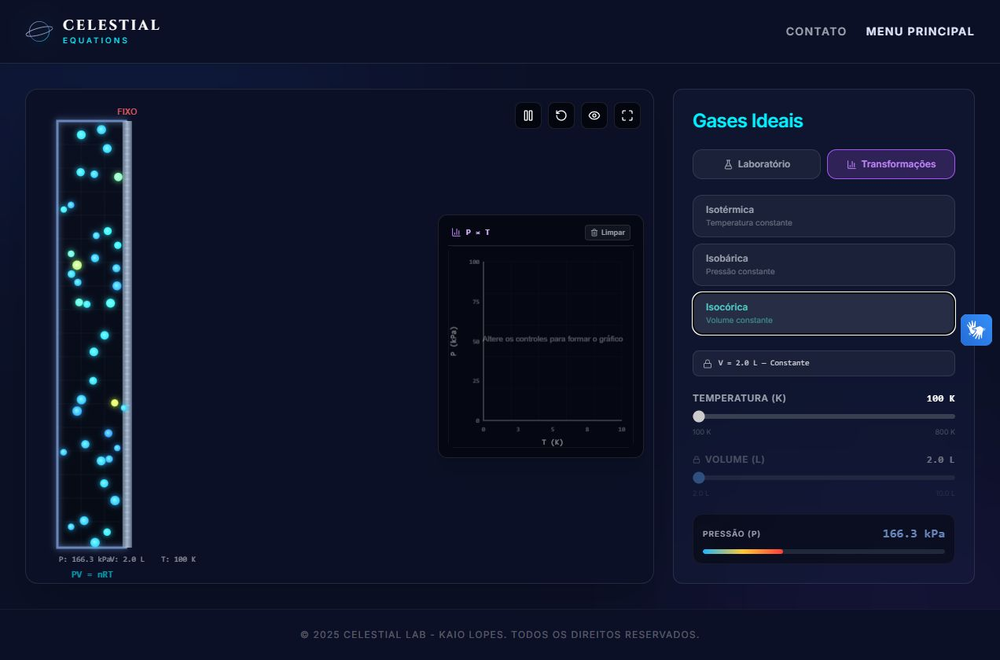 CELESTIAL
EQUATIONS
CONTATO
MENU PRINCIPAL
FIXO
P: 166.3 kPa
V: 2.0 L
T: 100 K
PV = nRT
P × T
Limpar
100
75
50
25
0
P (kPa)
Altere os controles para formar o gráfico
0
3
5
8
10
T (K)
Gases Ideais
Laboratório
Transformações
Isotérmica
Temperatura constante
Isobárica
Pressão constante
Isocórica
Volume constante
V = 2.0 L — Constante
TEMPERATURA (K)
100 K
100 K
800 K
VOLUME (L)
2.0 L
2.0 L
10.0 L
PRESSÃO (P)
166.3 kPa
© 2025 CELESTIAL LAB - KAIO LOPES. TODOS OS DIREITOS RESERVADOS.